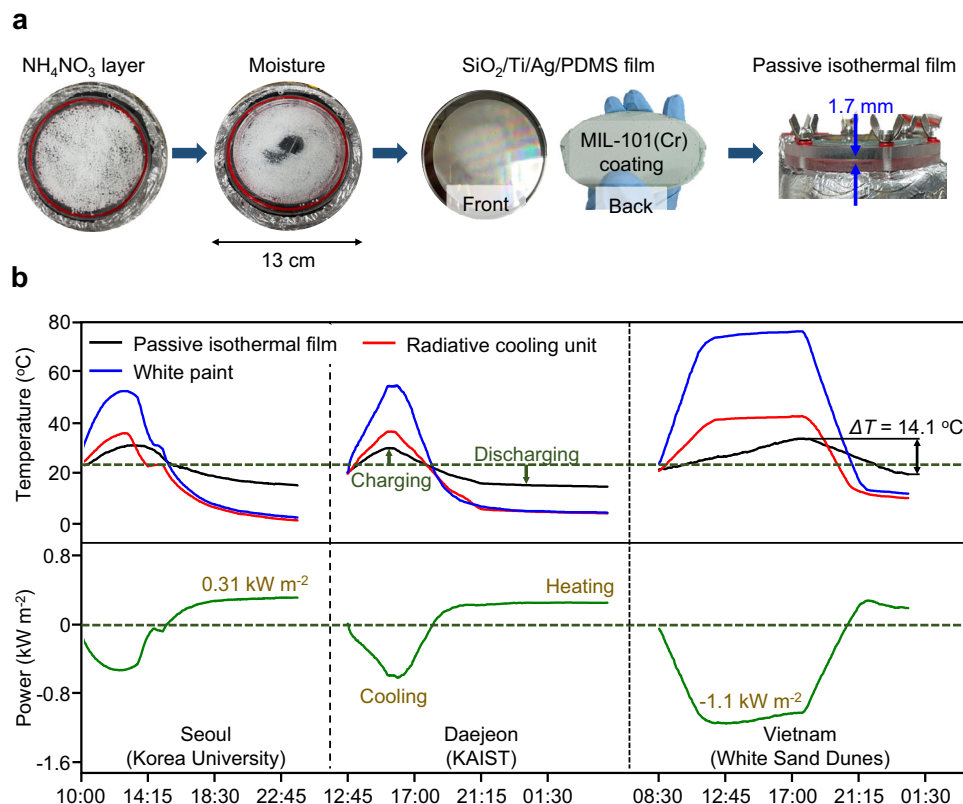 a
NH₄NO₃ layer
Moisture
SiO₂/Ti/Ag/PDMS film
Passive isothermal film
1.7 mm
MIL-101(Cr)
coating
Front
Back
13 cm
b
80
60
40
20
0
Temperature (ºC)
Passive isothermal film
Radiative cooling unit
White paint
ΔT = 14.1 ºC
Discharging
Charging
0.8
0
-0.8
-1.6
Power (kW m⁻²)
0.31 kW m⁻²
Heating
Cooling
-1.1 kW m⁻²
Seoul
(Korea University)
Daejeon
(KAIST)
Vietnam
(White Sand Dunes)
10:00 14:15 18:30 22:45 12:45 17:00 21:15 01:30 08:30 12:45 17:00 21:15 01:30